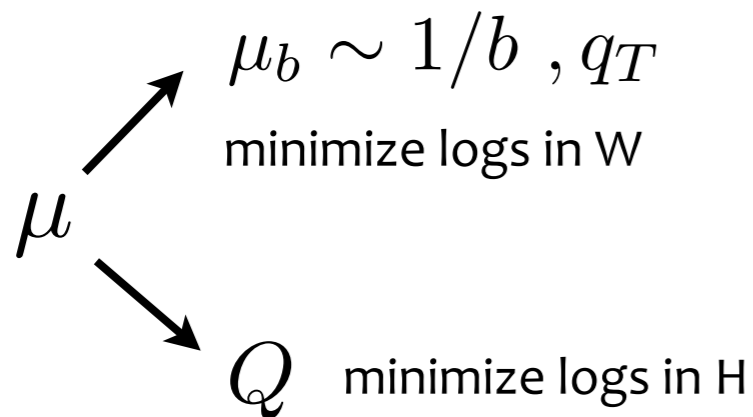 μ_b ∼ 1/b , q_T
minimize logs in W
μ
Q minimize logs in H